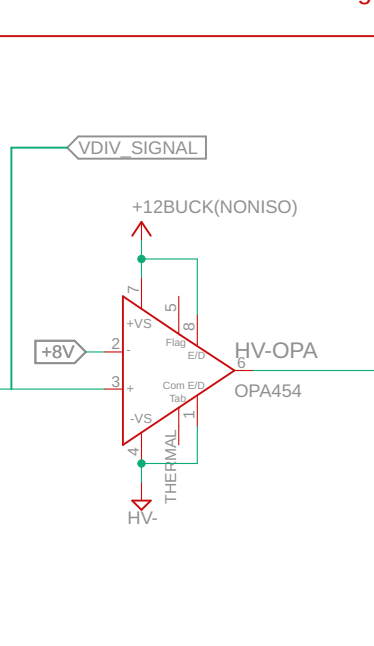 VDIV_SIGNAL
+12BUCK(NONISO)
7
5
8
+VS
Flag
E/D
2
-
+8V
HV-OPA
6
3
+
Com E/D
OPA454
Tab
1
-VS
4
THERMAL
HV-